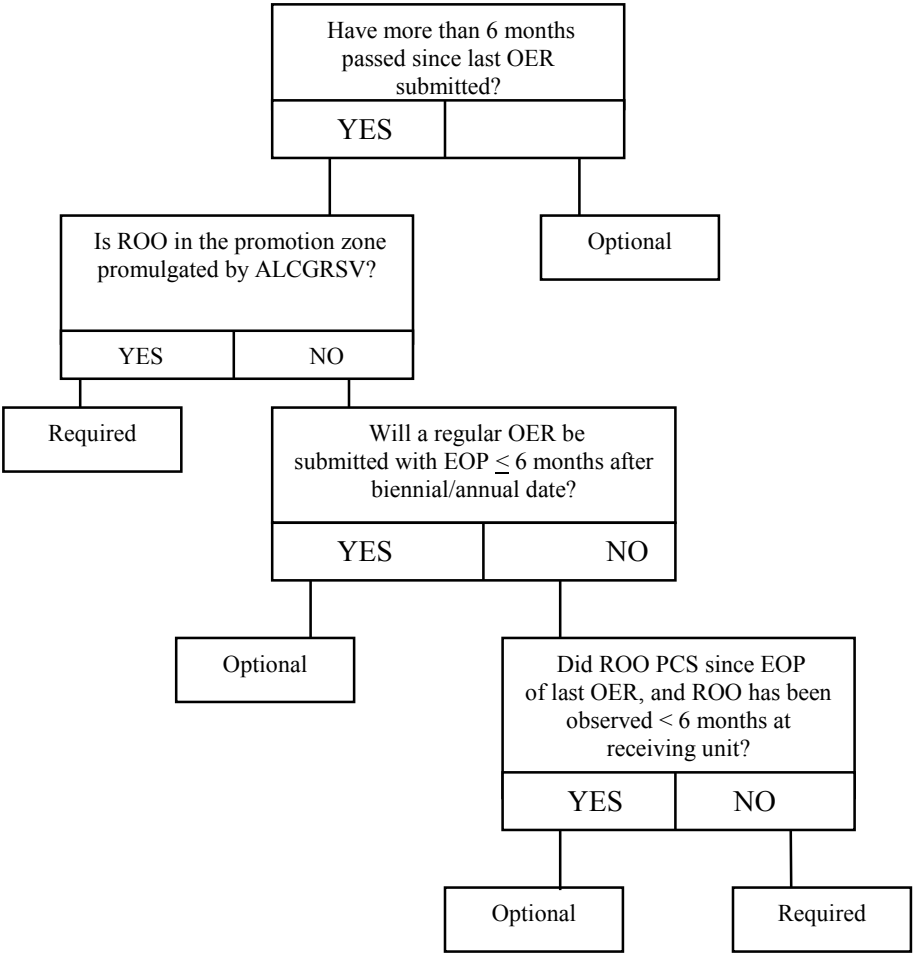 Have more than 6 months
passed since last OER
submitted?
YES
Is ROO in the promotion zone
promulgated by ALCGRSV?
Optional
YES NO
Required
Will a regular OER be
submitted with EOP < 6 months after
biennial/annual date?
YES NO
Optional
Did ROO PCS since EOP
of last OER, and ROO has been
observed < 6 months at
receiving unit?
YES NO
Optional
Required